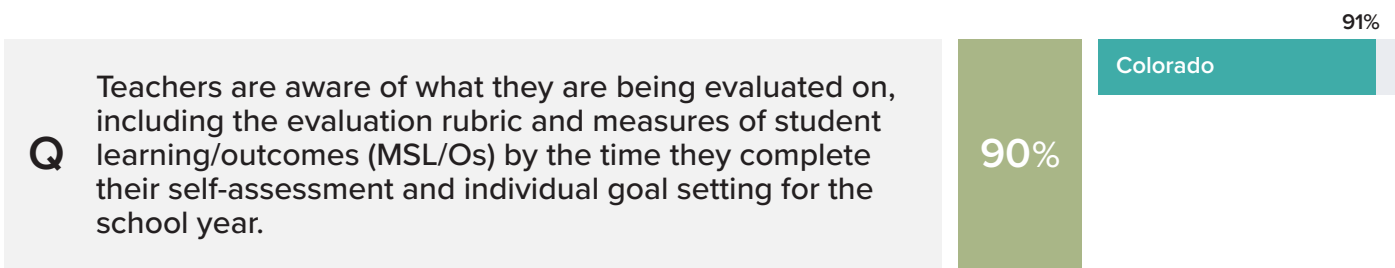 91%
Colorado
Q
Teachers are aware of what they are being evaluated on,
including the evaluation rubric and measures of student
learning/outcomes (MSL/Os) by the time they complete
their self-assessment and individual goal setting for the
school year.
90%